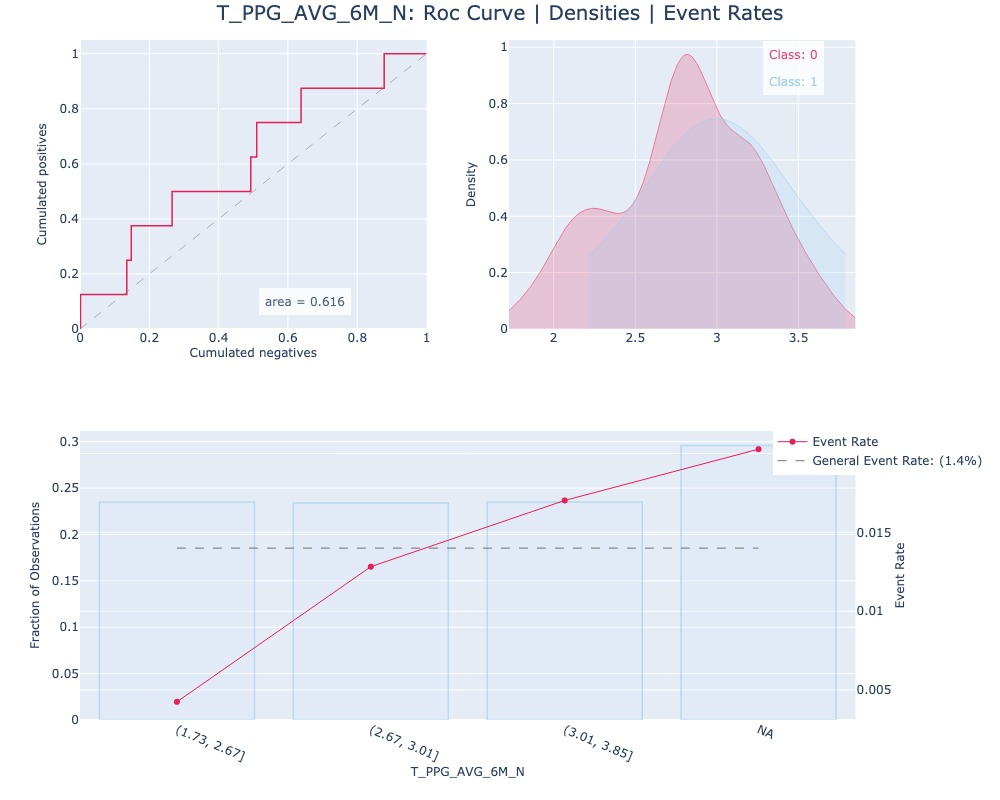 T_PPG_AVG_6M_N: Roc Curve | Densities | Event Rates
1
0.8
0.6
0.4
0.2
0
Cumulated positives
0
0.2
0.4
0.6
0.8
1
Cumulated negatives
area = 0.616
1
0.8
0.6
0.4
0.2
0
Density
2
2.5
3
3.5
Class: 0
Class: 1
0.3
0.25
0.2
0.15
0.1
0.05
0
Fraction of Observations
(1.73, 2.67]
(2.67, 3.01]
(3.01, 3.85]
NA
T_PPG_AVG_6M_N
0.015
0.01
0.005
Event Rate
Event Rate
General Event Rate: (1.4%)